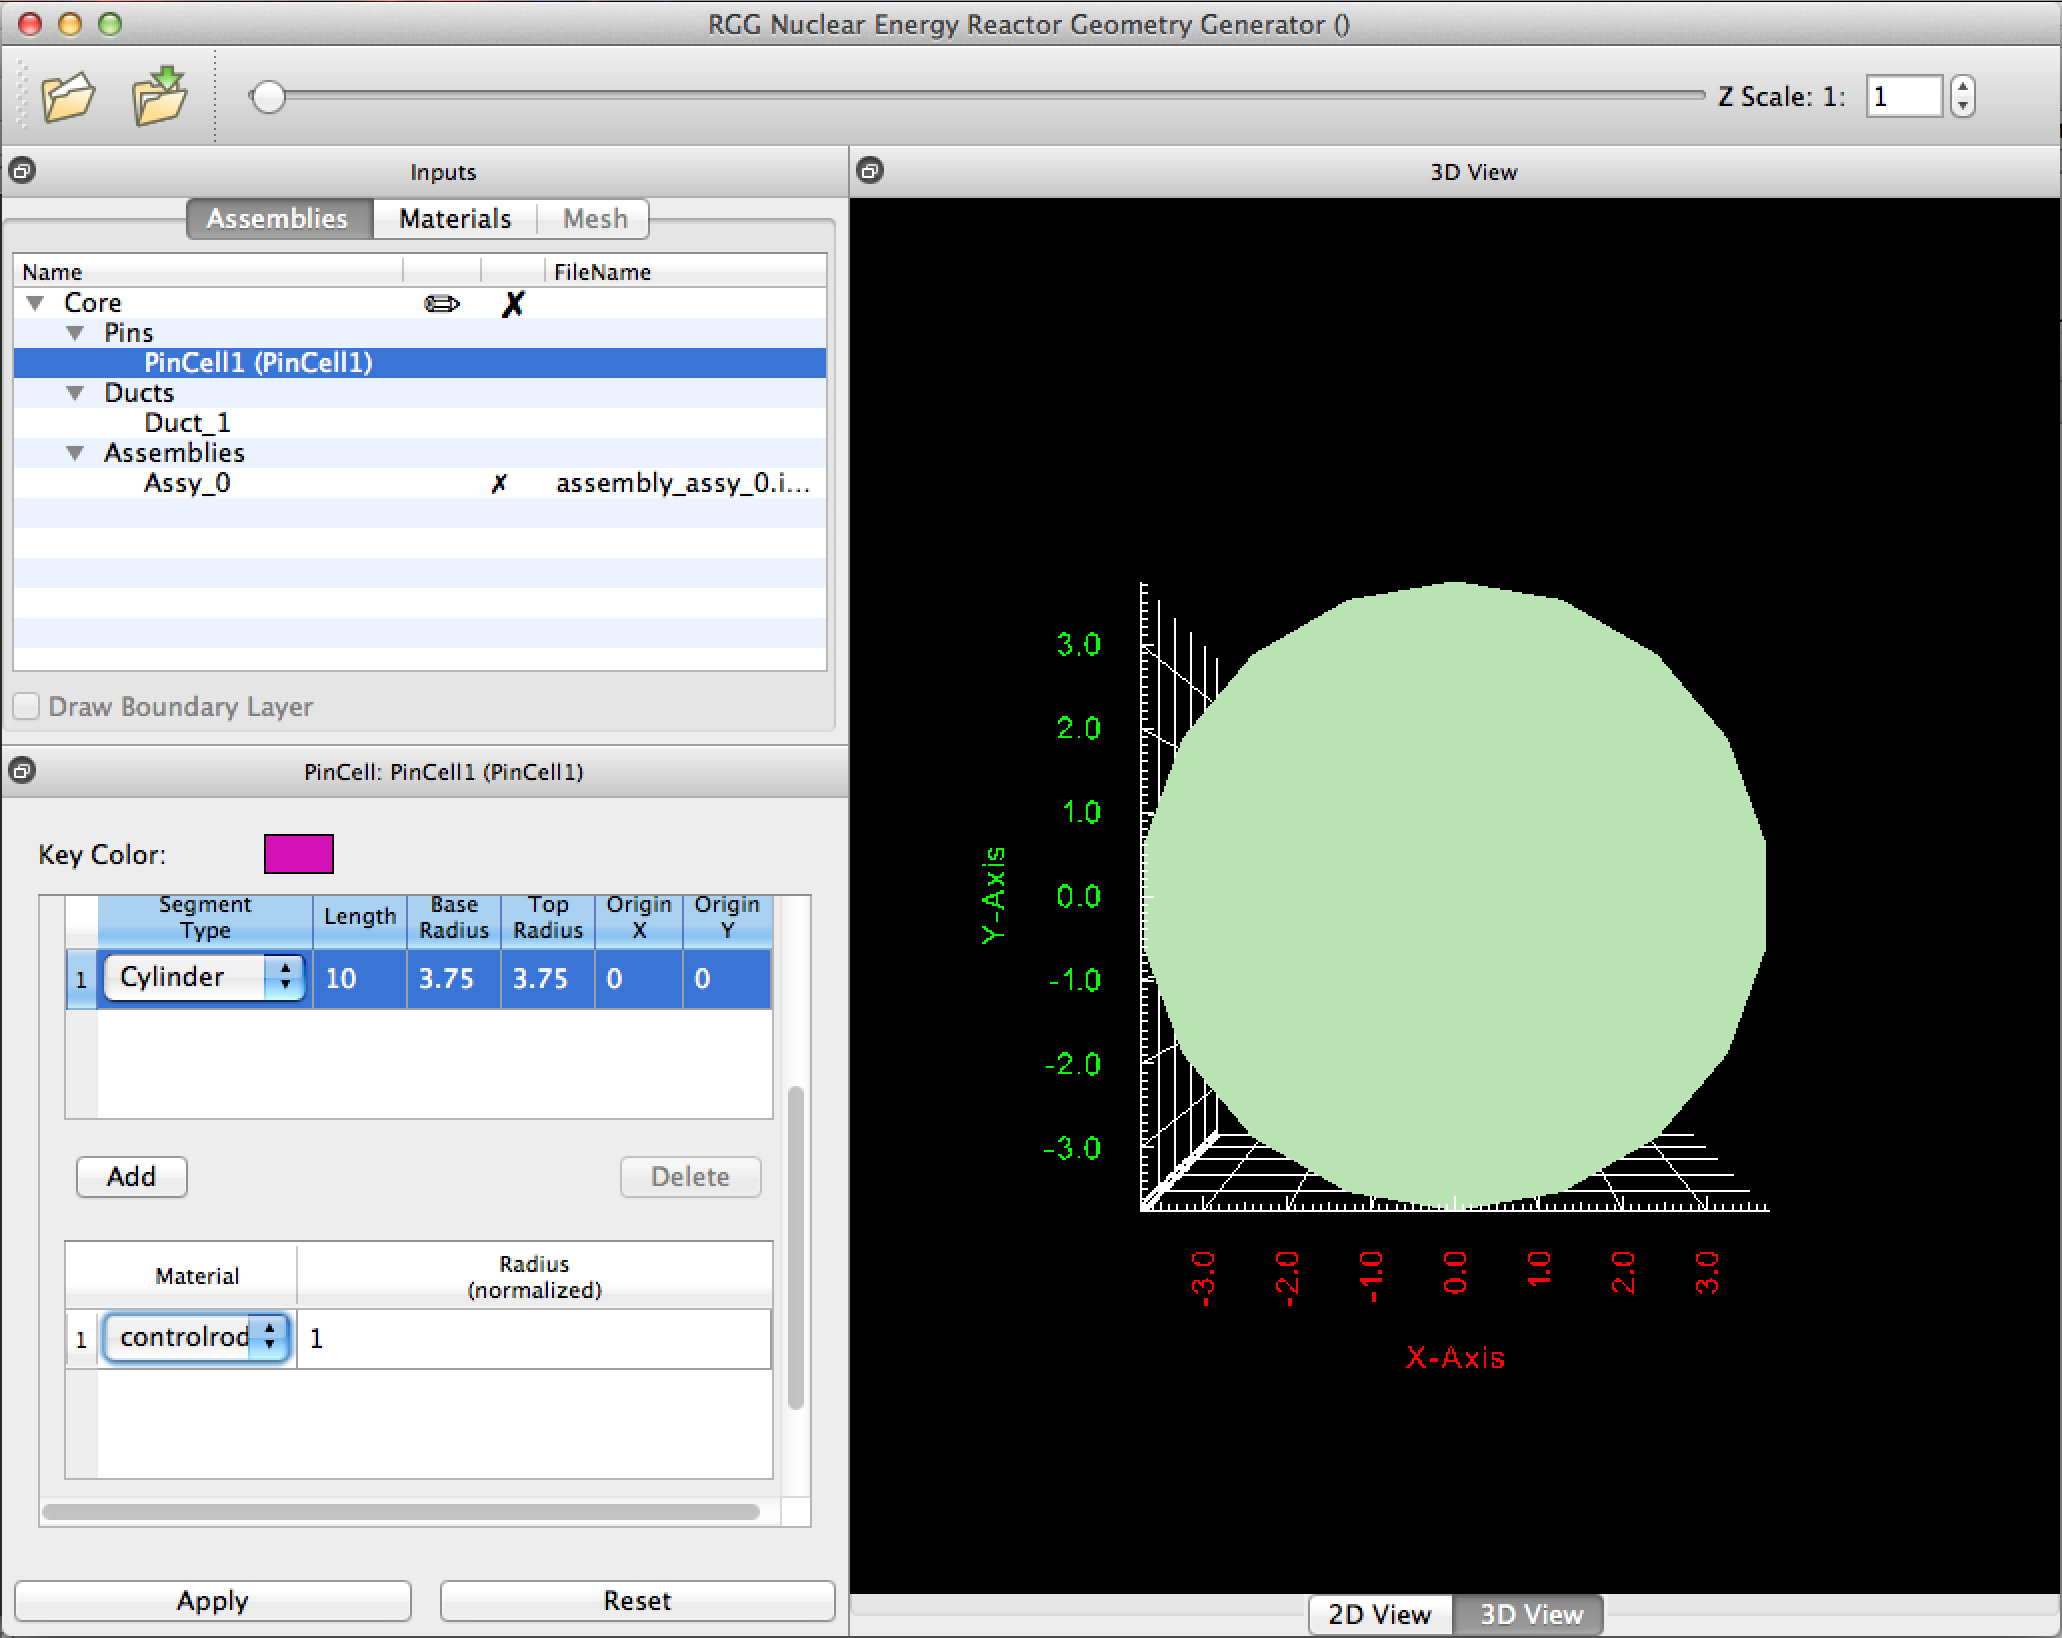 RGG Nuclear Energy Reactor Geometry Generator ()
Z Scale: 1: 1
Inputs
Assemblies Materials Mesh
Name FileName
Core
Pins
PinCell1 (PinCell1)
Ducts
Duct_1
Assemblies
Assy_0 assembly_assy_0.i...
Draw Boundary Layer
PinCell: PinCell1 (PinCell1)
Key Color:
Segment Type Length Base Radius Top Radius Origin X Origin Y
1 Cylinder 10 3.75 3.75 0 0
Add Delete
Material Radius (normalized)
1 controlrod 1
Apply Reset
3D View
3.0
2.0
1.0
0.0
-1.0
-2.0
-3.0
Y-Axis
-3.0 -2.0 -1.0 0.0 1.0 2.0 3.0
X-Axis
2D View 3D View